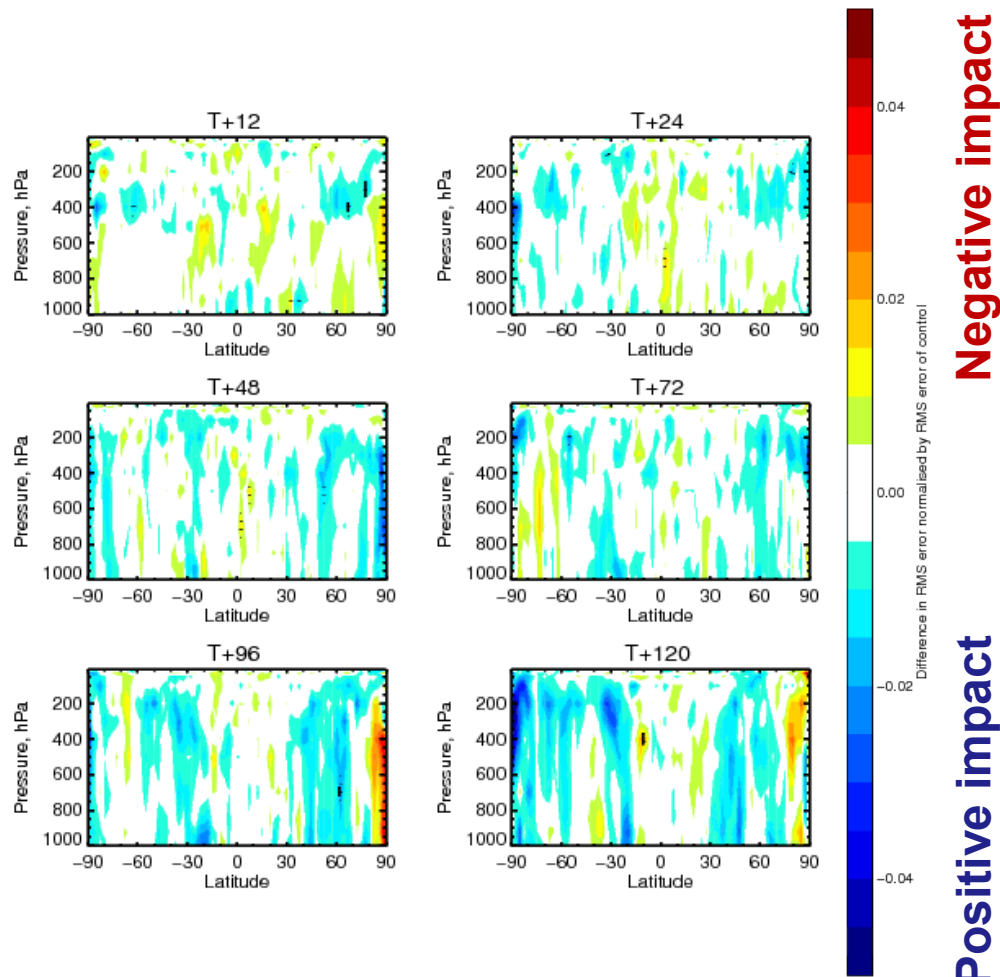 T+12
Pressure, hPa
200
400
600
800
1000
−90 −60 −30 0 30 60 90
Latitude
T+24
Pressure, hPa
200
400
600
800
1000
−90 −60 −30 0 30 60 90
Latitude
T+48
Pressure, hPa
200
400
600
800
1000
−90 −60 −30 0 30 60 90
Latitude
T+72
Pressure, hPa
200
400
600
800
1000
−90 −60 −30 0 30 60 90
Latitude
T+96
Pressure, hPa
200
400
600
800
1000
−90 −60 −30 0 30 60 90
Latitude
T+120
Pressure, hPa
200
400
600
800
1000
−90 −60 −30 0 30 60 90
Latitude
0.04
0.02
0.00
−0.02
−0.04
Difference in RMS error normalised by RMS error of control
Negative impact
Positive impact